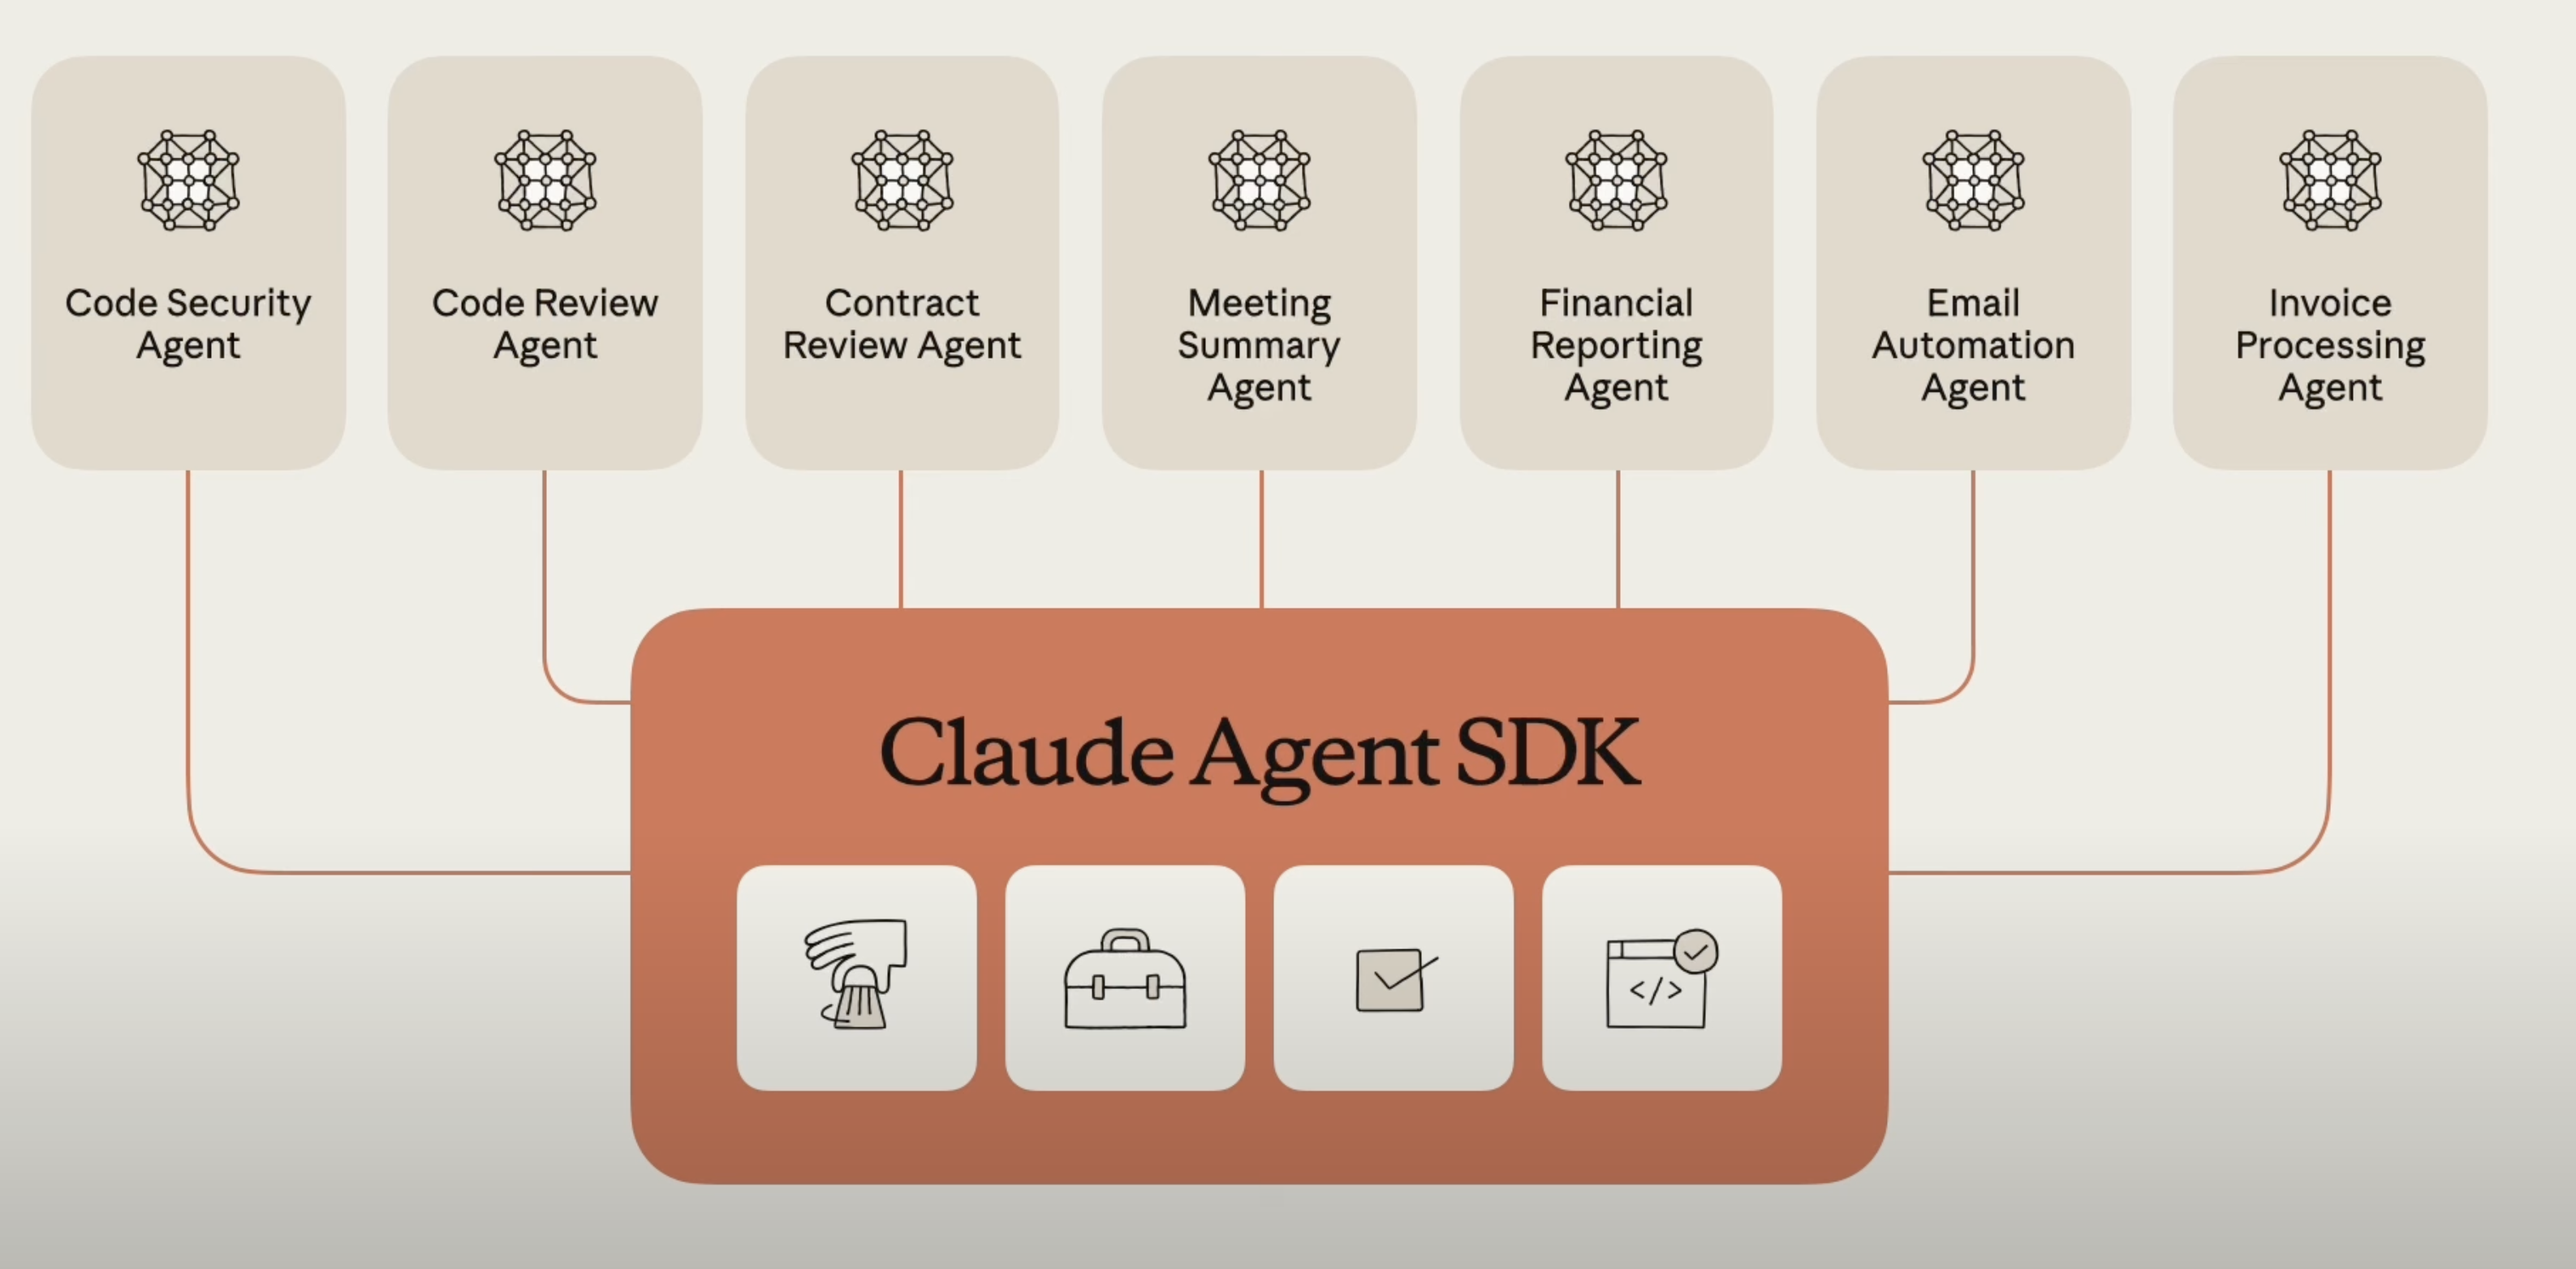 Code Security
Agent
Code Review
Agent
Contract
Review Agent
Meeting
Summary
Agent
Financial
Reporting
Agent
Email
Automation
Agent
Invoice
Processing
Agent
Claude Agent SDK
</>